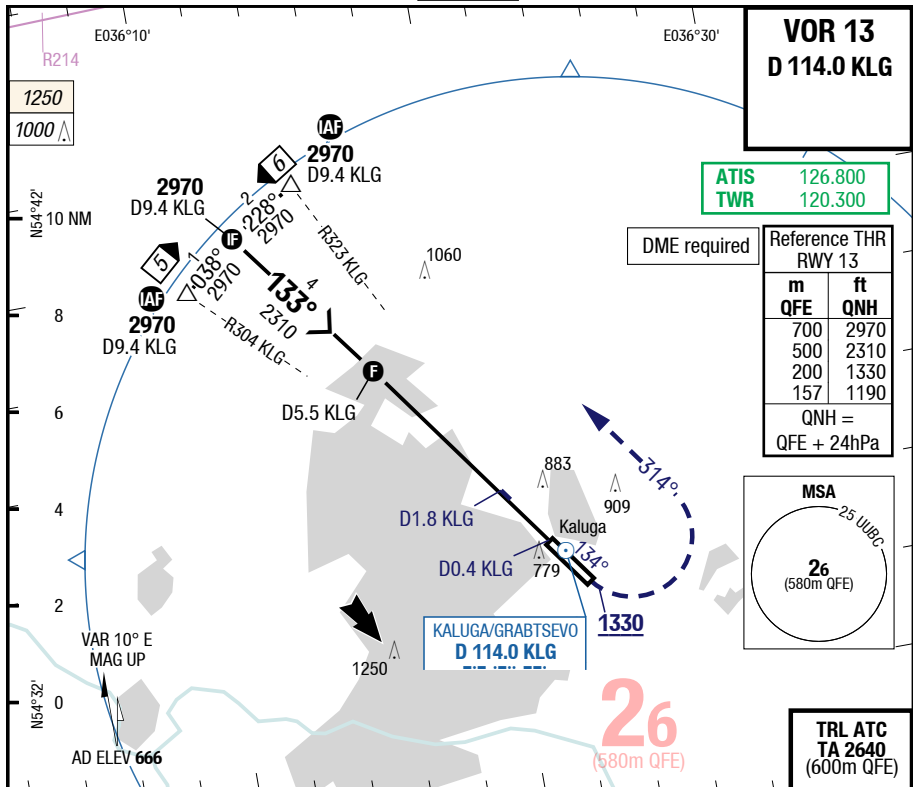 E036°10'
E036°30'
VOR 13
D 114.0 KLG
R214
1250
1000
IAF
2970
D9.4 KLG
6
2
228°
2970
2970
D9.4 KLG
IF
R323 KLG
ATIS 126.800
TWR 120.300
N54°42'
10 NM
DME required
Reference THR
RWY 13
m ft
QFE QNH
700 2970
500 2310
200 1330
157 1190
QNH =
QFE + 24hPa
1060
5
1
038°
2970
IAF
2970
D9.4 KLG
R304 KLG
4
133°
2310
8
F
D5.5 KLG
6
314°
883
909
4
D1.8 KLG
Kaluga
134°
D0.4 KLG
779
MSA
25 UUBC
26
(580m QFE)
2
1330
KALUGA/GRABTSEVO
D 114.0 KLG
VAR 10° E
MAG UP
1250
N54°32'
0
26
(580m QFE)
AD ELEV 666
TRL ATC
TA 2640
(600m QFE)